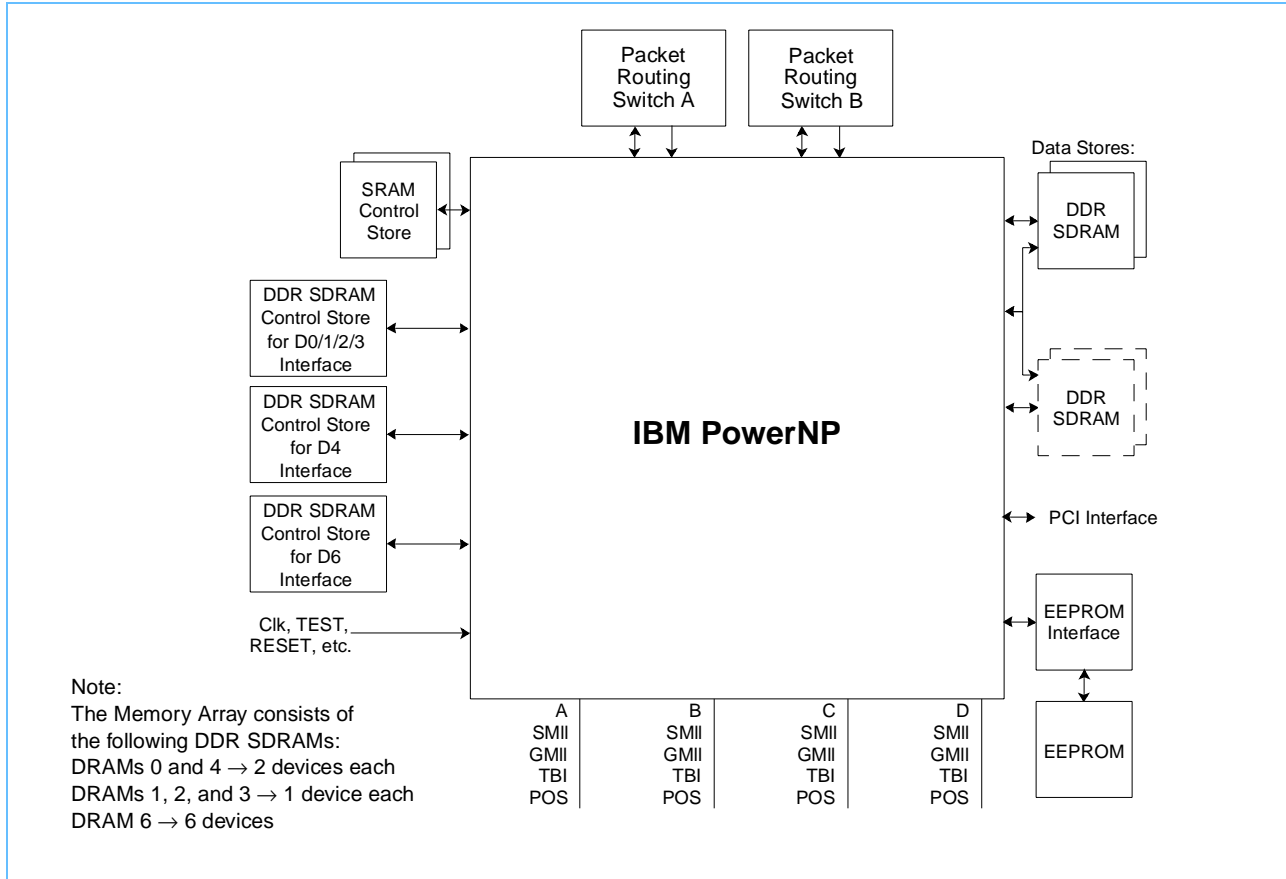 Packet
Routing
Switch A
Packet
Routing
Switch B
Data Stores:
SRAM
Control
Store
DDR
SDRAM
DDR SDRAM
Control Store
for D0/1/2/3
Interface
DDR SDRAM
Control Store
for D4
Interface
DDR
SDRAM
IBM PowerNP
DDR SDRAM
Control Store
for D6
Interface
PCI Interface
EEPROM
Interface
Clk, TEST,
RESET, etc.
EEPROM
Note:
The Memory Array consists of
the following DDR SDRAMs:
DRAMs 0 and 4 → 2 devices each
DRAMs 1, 2, and 3 → 1 device each
DRAM 6 → 6 devices
A
SMII
GMII
TBI
POS
B
SMII
GMII
TBI
POS
C
SMII
GMII
TBI
POS
D
SMII
GMII
TBI
POS